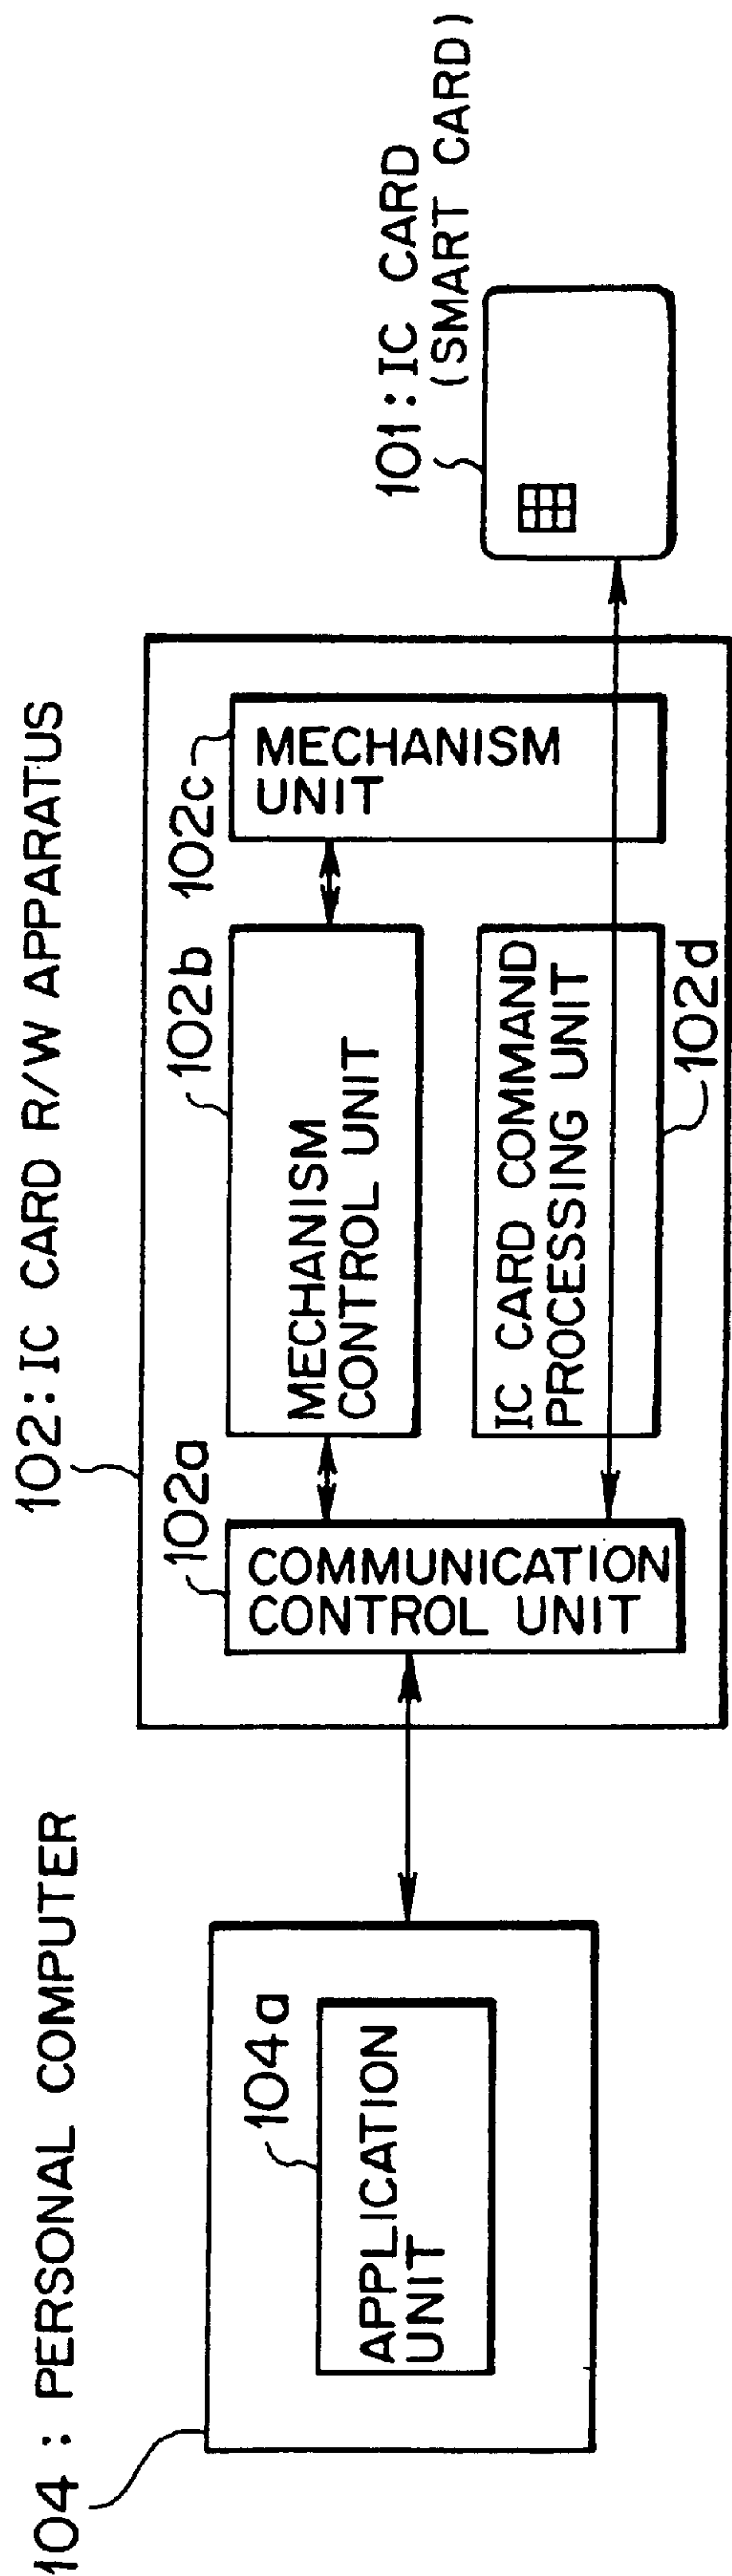 104 : PERSONAL COMPUTER
104a
APPLICATION
UNIT
102: IC CARD R/W APPARATUS
102a
COMMUNICATION
CONTROL UNIT
102b
MECHANISM
CONTROL UNIT
102c
MECHANISM
UNIT
IC CARD COMMAND
PROCESSING UNIT
102d
101: IC CARD
(SMART CARD)